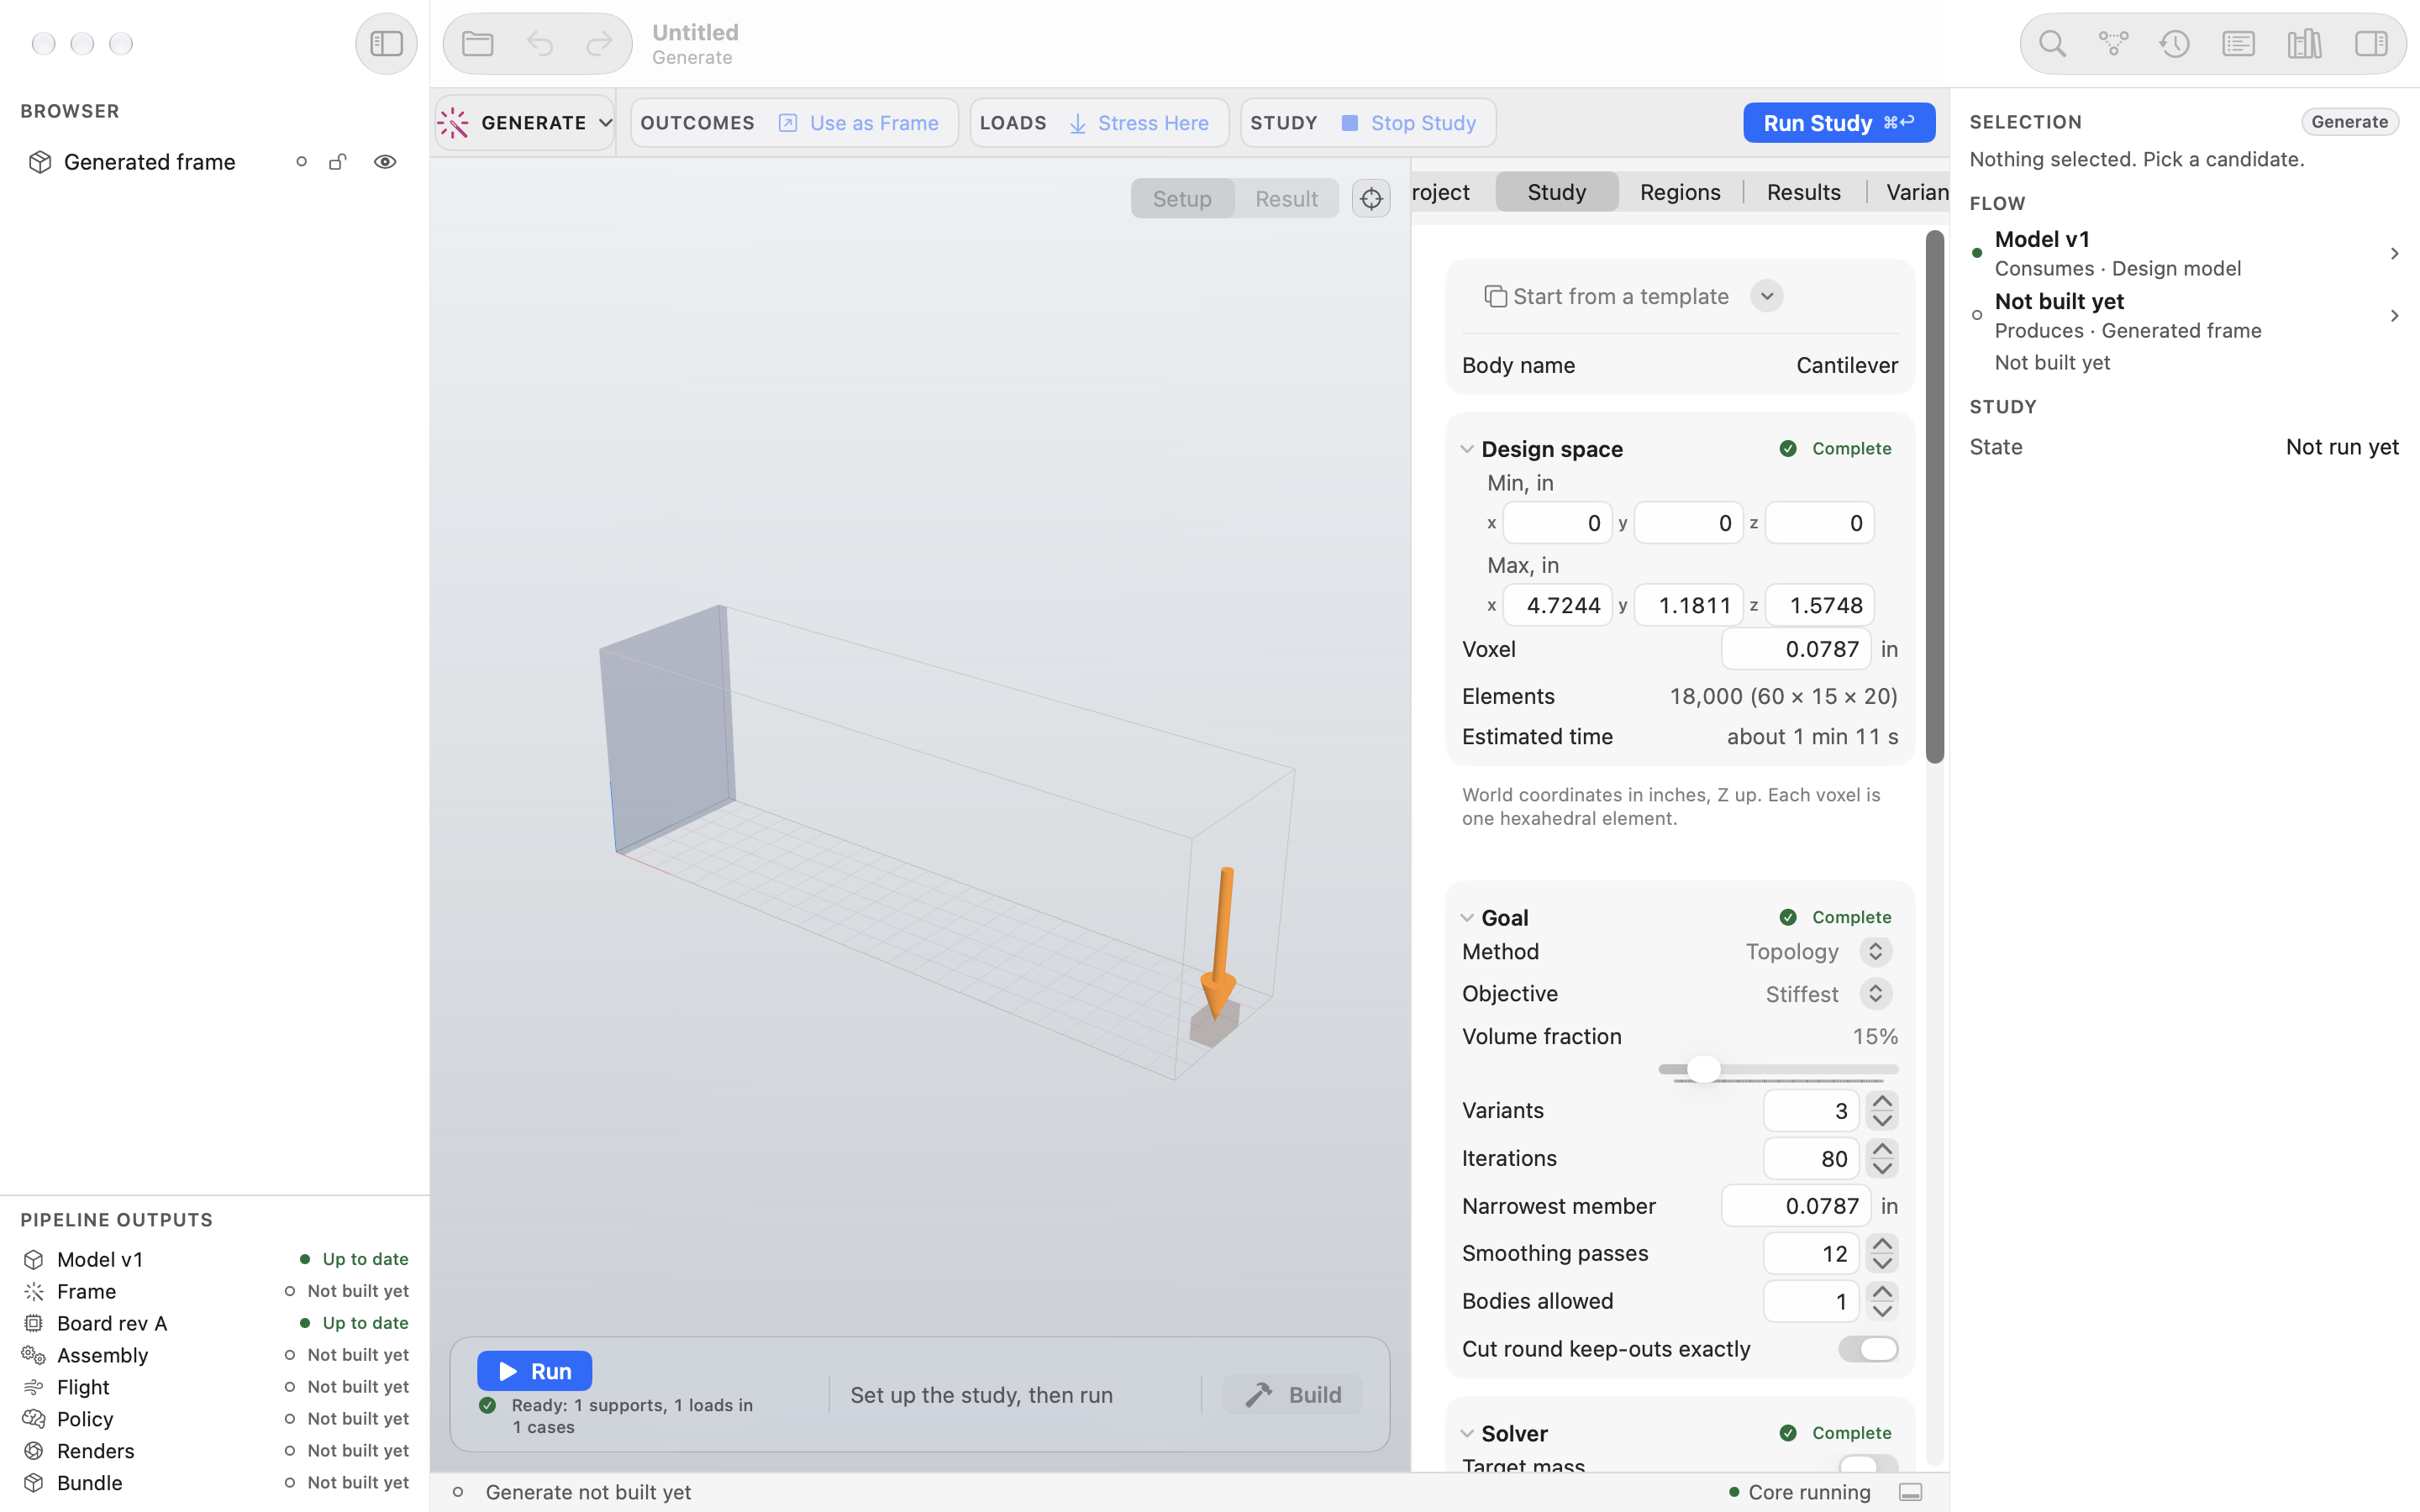 Untitled
Generate
BROWSER
Generated frame
GENERATE
OUTCOMES
Use as Frame
LOADS
Stress Here
STUDY
Stop Study
Run Study ⌘↩
Setup
Result
roject
Study
Regions
Results
Varian
Start from a template
Body name
Cantilever
Design space
Complete
Min, in
x 0 y 0 z 0
Max, in
x 4.7244 y 1.1811 z 1.5748
Voxel 0.0787 in
Elements 18,000 (60 × 15 × 20)
Estimated time about 1 min 11 s
World coordinates in inches, Z up. Each voxel is
one hexahedral element.
Goal
Complete
Method Topology
Objective Stiffest
Volume fraction 15%
Variants 3
Iterations 80
Narrowest member 0.0787 in
Smoothing passes 12
Bodies allowed 1
Cut round keep-outs exactly
Solver
Complete
Target mass
SELECTION
Generate
Nothing selected. Pick a candidate.
FLOW
Model v1
Consumes · Design model
Not built yet
Produces · Generated frame
Not built yet
STUDY
State Not run yet
PIPELINE OUTPUTS
Model v1 Up to date
Frame Not built yet
Board rev A Up to date
Assembly Not built yet
Flight Not built yet
Policy Not built yet
Renders Not built yet
Bundle Not built yet
Run
Ready: 1 supports, 1 loads in
1 cases
Set up the study, then run
Build
Generate not built yet
Core running